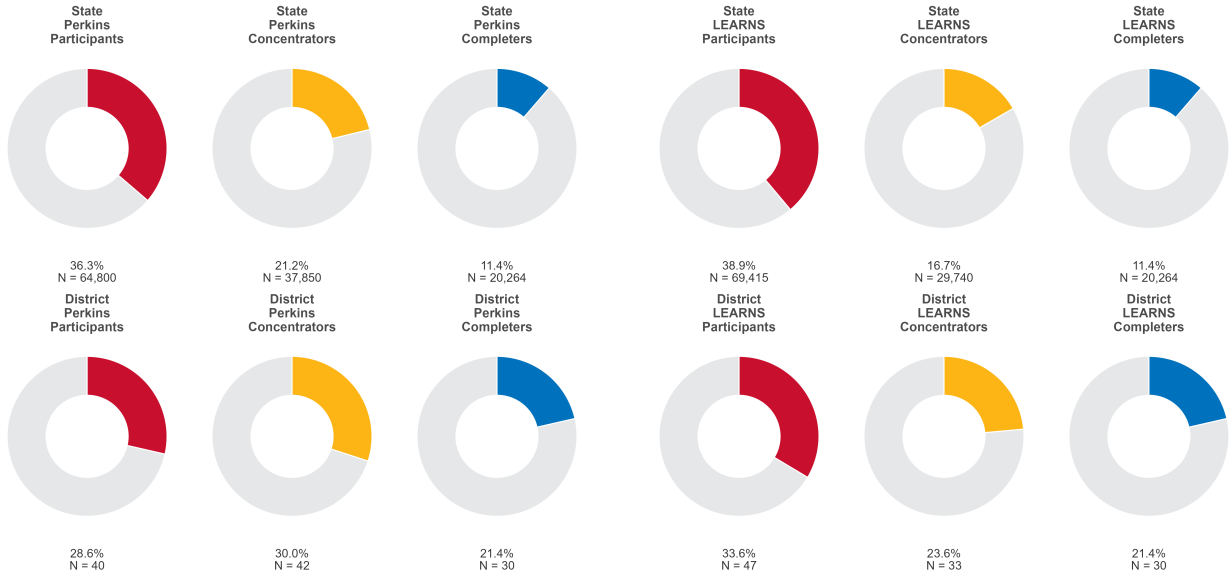 State
Perkins
Participants
36.3%
N = 64,800
State
Perkins
Concentrators
21.2%
N = 37,850
State
Perkins
Completers
11.4%
N = 20,264
State
LEARNS
Participants
38.9%
N = 69,415
State
LEARNS
Concentrators
16.7%
N = 29,740
State
LEARNS
Completers
11.4%
N = 20,264
District
Perkins
Participants
28.6%
N = 40
District
Perkins
Concentrators
30.0%
N = 42
District
Perkins
Completers
21.4%
N = 30
District
LEARNS
Participants
33.6%
N = 47
District
LEARNS
Concentrators
23.6%
N = 33
District
LEARNS
Completers
21.4%
N = 30